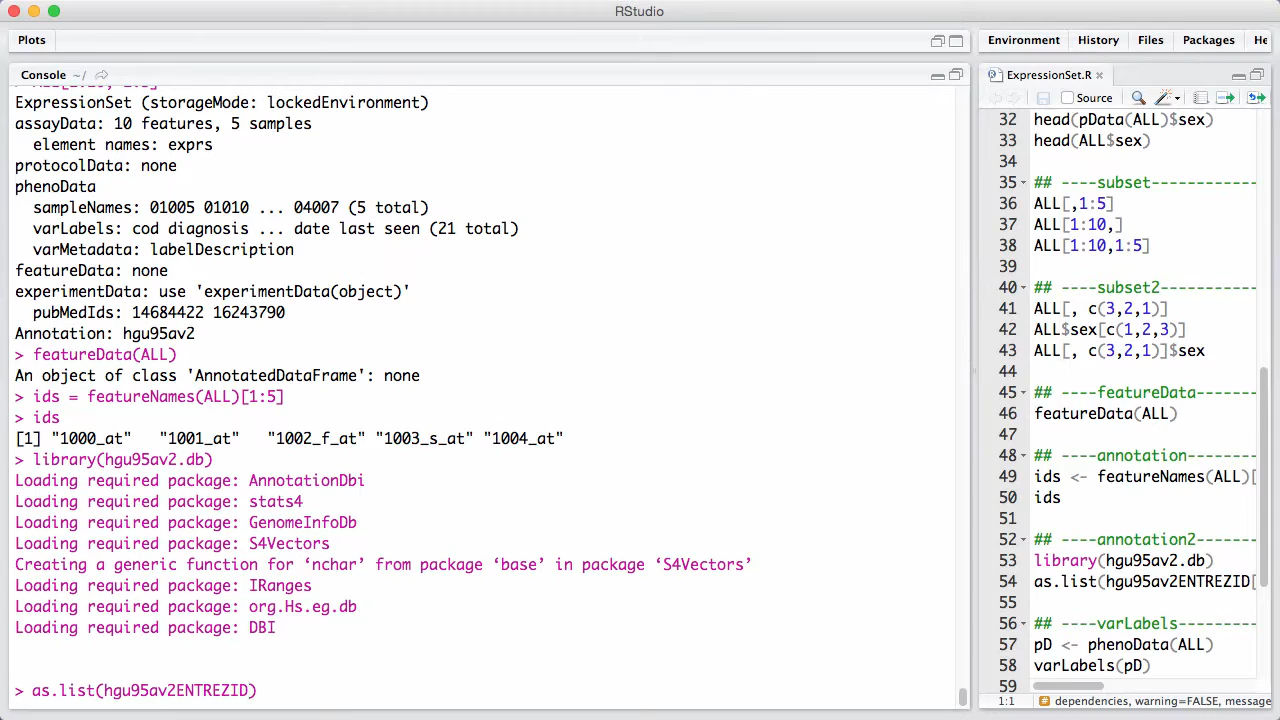 RStudio
Plots
Console ~/
ExpressionSet (storageMode: lockedEnvironment)
assayData: 10 features, 5 samples
element names: exprs
protocolData: none
phenoData
sampleNames: 01005 01010 ... 04007 (5 total)
varLabels: cod diagnosis ... date last seen (21 total)
varMetadata: labelDescription
featureData: none
experimentData: use 'experimentData(object)'
pubMedIds: 14684422 16243790
Annotation: hgu95av2
> featureData(ALL)
An object of class 'AnnotatedDataFrame': none
> ids = featureNames(ALL)[1:5]
> ids
[1] "1000_at"   "1001_at"   "1002_f_at" "1003_s_at" "1004_at"
> library(hgu95av2.db)
Loading required package: AnnotationDbi
Loading required package: stats4
Loading required package: GenomeInfoDb
Loading required package: S4Vectors
Creating a generic function for ‘nchar’ from package ‘base’ in package ‘S4Vectors’
Loading required package: IRanges
Loading required package: org.Hs.eg.db
Loading required package: DBI
> as.list(hgu95av2ENTREZID)
Environment History Files Packages He
ExpressionSet.R
Source
32 head(pData(ALL)$sex)
33 head(ALL$sex)
34
35 ## ----subset------------
36 ALL[,1:5]
37 ALL[1:10,]
38 ALL[1:10,1:5]
39
40 ## ----subset2-----------
41 ALL[, c(3,2,1)]
42 ALL$sex[c(1,2,3)]
43 ALL[, c(3,2,1)]$sex
44
45 ## ----featureData-------
46 featureData(ALL)
47
48 ## ----annotation--------
49 ids <- featureNames(ALL)[
50 ids
51
52 ## ----annotation2-------
53 library(hgu95av2.db)
54 as.list(hgu95av2ENTREZID[
55
56 ## ----varLabels---------
57 pD <- phenoData(ALL)
58 varLabels(pD)
59
1:1 # dependencies, warning=FALSE, message